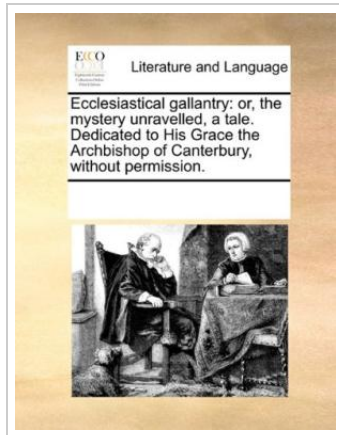 ECCO
Literature and Language
Ecclesiastical gallantry: or, the
mystery unravelled, a tale.
Dedicated to His Grace the
Archbishop of Canterbury,
without permission.